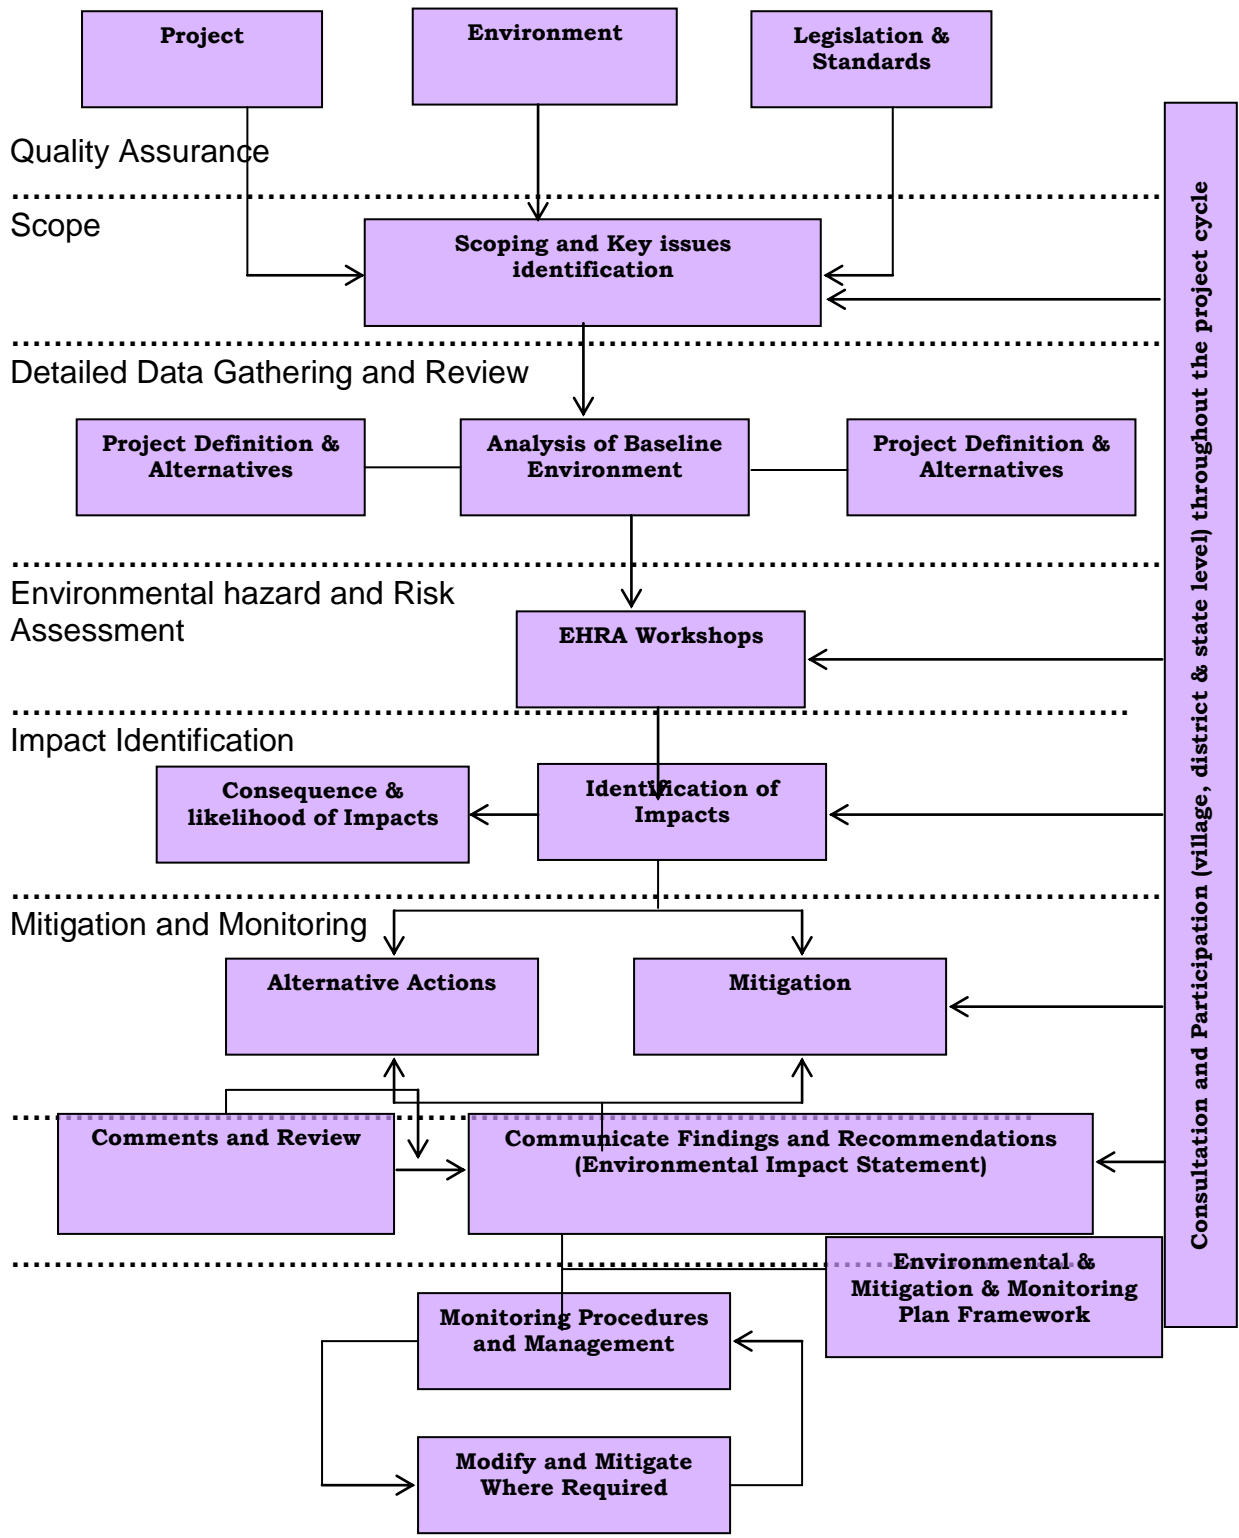 Project
Environment
Legislation &
Standards
Quality Assurance
Scope
Scoping and Key issues
identification
Detailed Data Gathering and Review
Project Definition &
Alternatives
Analysis of Baseline
Environment
Project Definition &
Alternatives
Environmental hazard and Risk
Assessment
EHRA Workshops
Impact Identification
Consequence &
likelihood of Impacts
Identification of
Impacts
Mitigation and Monitoring
Alternative Actions
Mitigation
Comments and Review
Communicate Findings and Recommendations
(Environmental Impact Statement)
Environmental &
Mitigation & Monitoring
Plan Framework
Monitoring Procedures
and Management
Modify and Mitigate
Where Required
Consultation and Participation (village, district & state level) throughout the project cycle